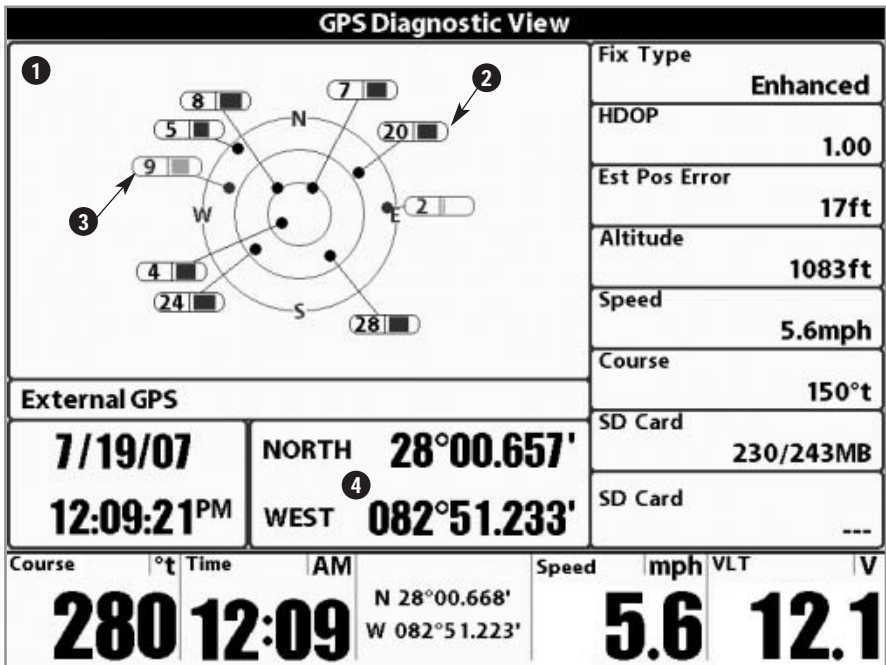 GPS Diagnostic View
1
8
7
2
5
N
20
9
3
W
E
2
4
24
S
28
External GPS
7/19/07
12:09:21PM
NORTH 28°00.657'
4
WEST 082°51.233'
Fix Type
Enhanced
HDOP
1.00
Est Pos Error
17ft
Altitude
1083ft
Speed
5.6mph
Course
150°t
SD Card
230/243MB
SD Card
---
Course °t
280
Time AM
12:09
N 28°00.668'
W 082°51.223'
Speed mph
5.6
VLT V
12.1